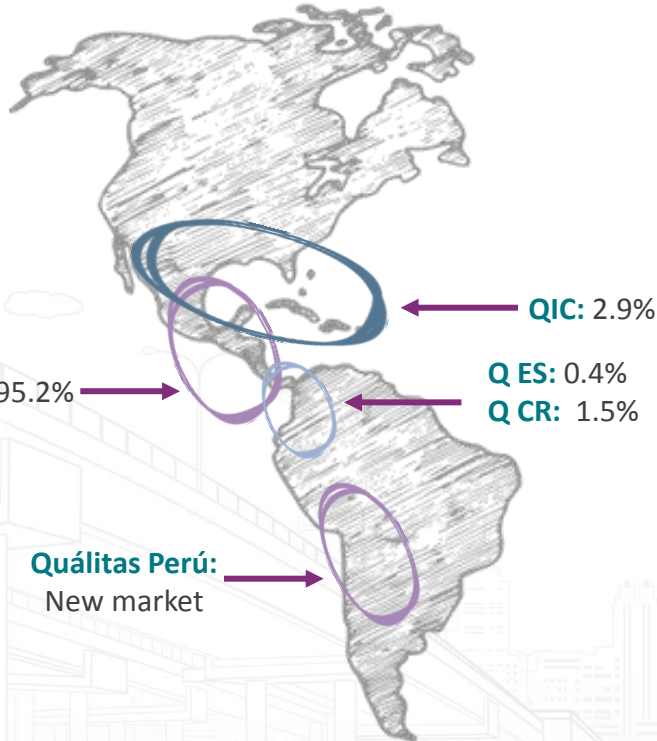 QIC: 2.9%
95.2%
Q ES: 0.4%
Q CR: 1.5%
Quálitas Perú:
New market